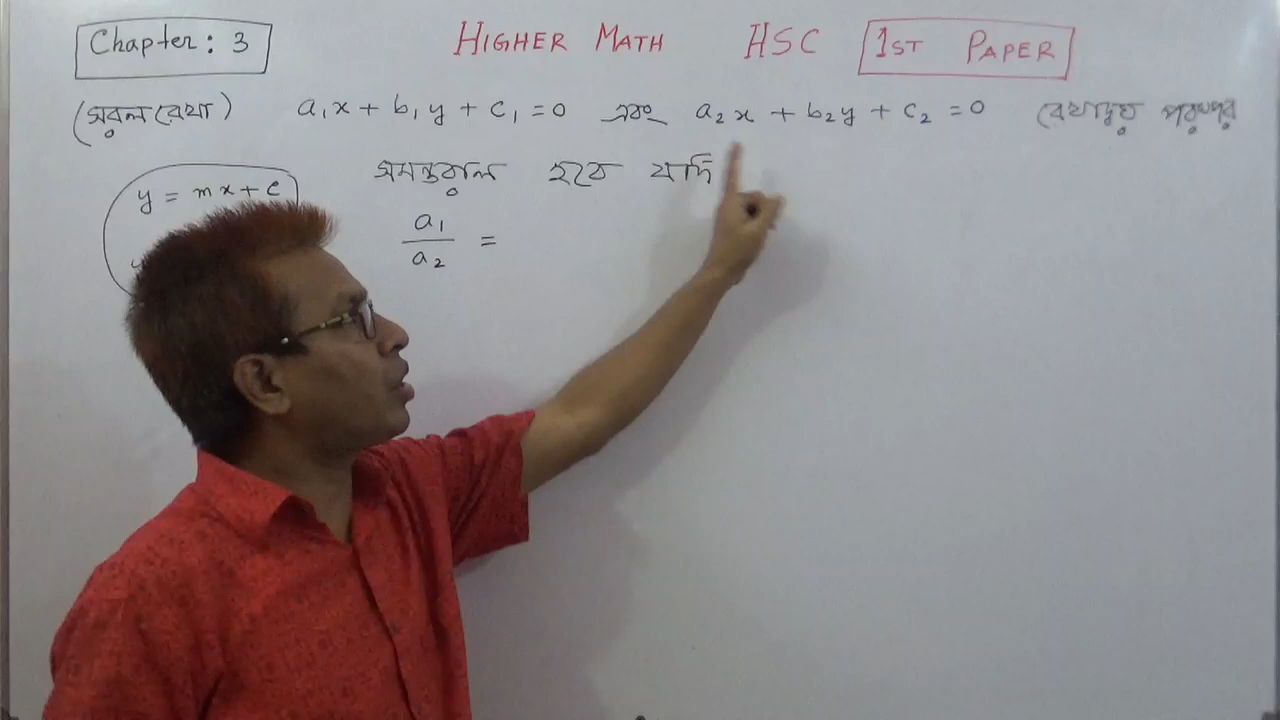 Chapter: 3 HIGHER MATH HSC 1ST PAPER
(সরলরেখা) a₁x + b₁y + c₁ = 0 এবং a₂x + b₂y + c₂ = 0 রেখাদ্বয় পরস্পর
সমান্তরাল হবে যদি
y = mx + c
a₁/a₂ =